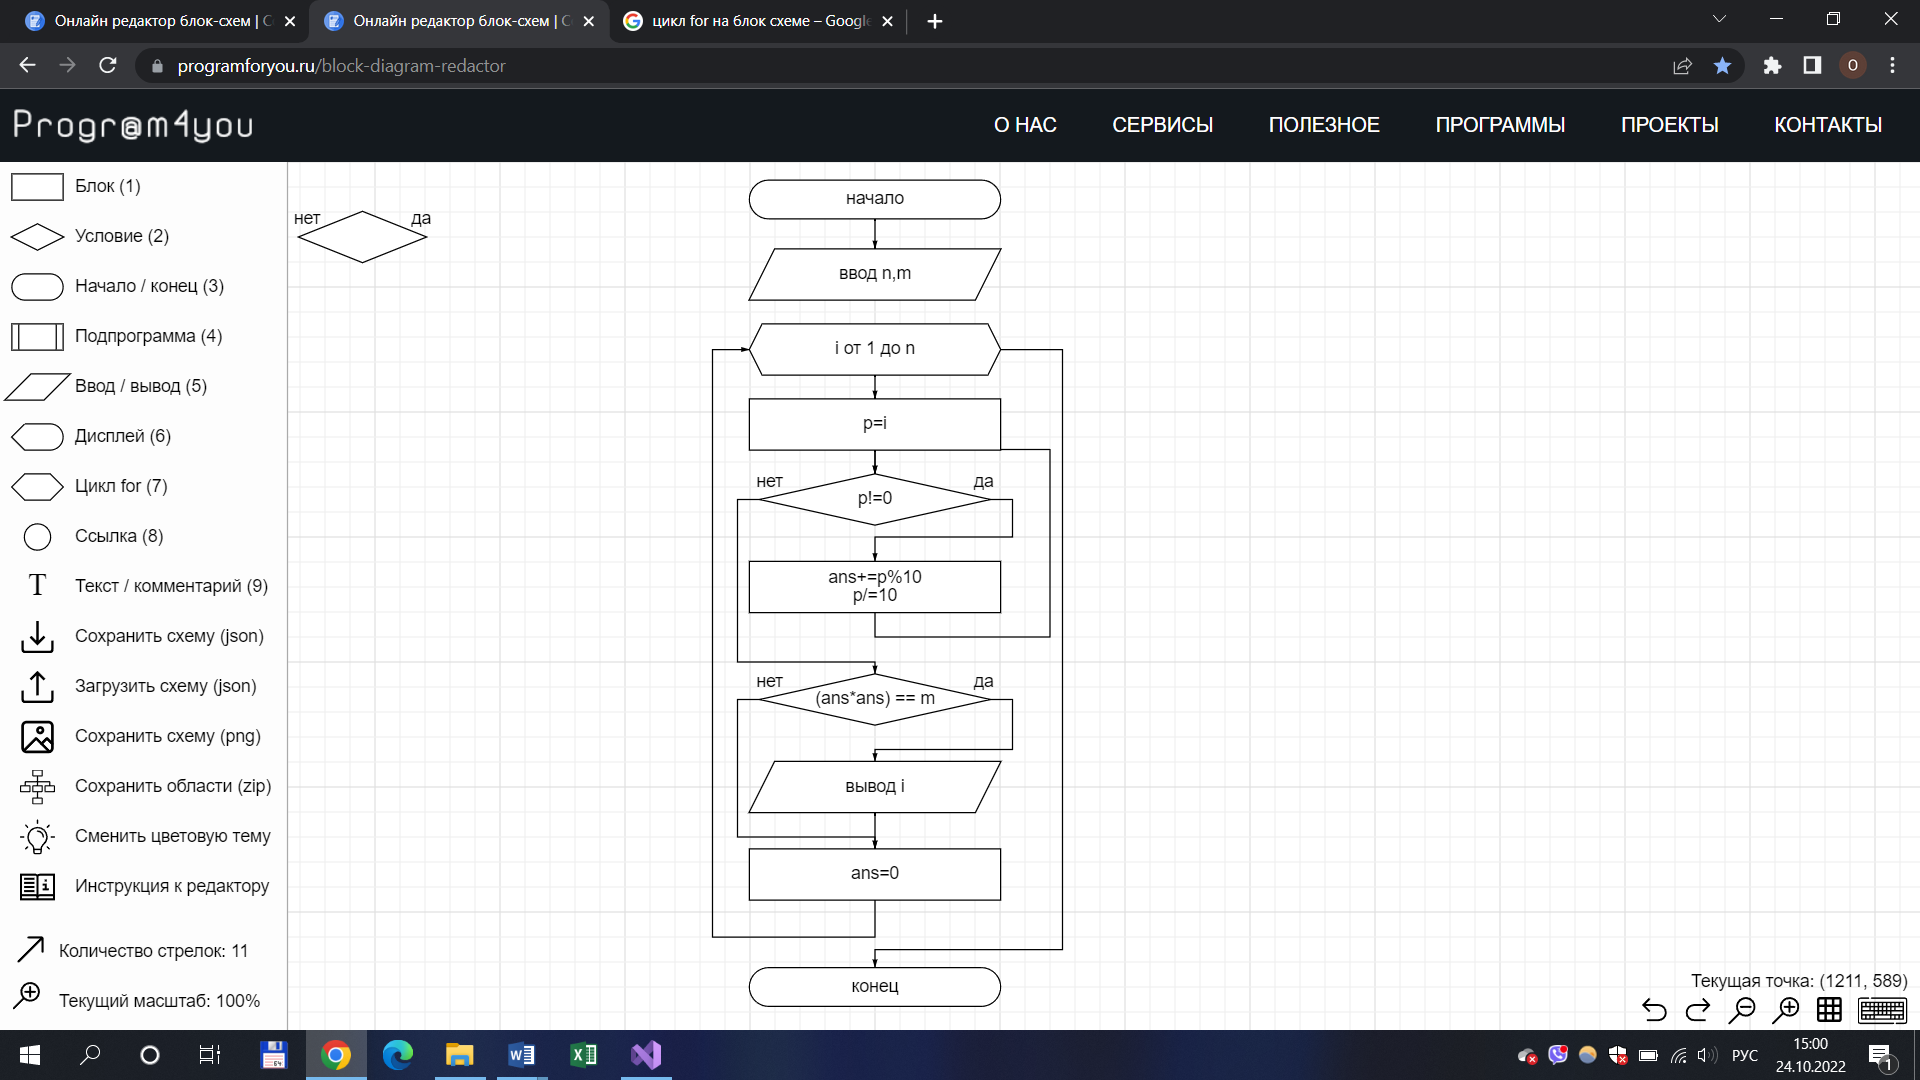 Онлайн редактор блок-схем | С
Онлайн редактор блок-схем | С
цикл for на блок схеме – Google
programforyou.ru/block-diagram-redactor
О
Progr@m4you
О НАС
СЕРВИСЫ
ПОЛЕЗНОЕ
ПРОГРАММЫ
ПРОЕКТЫ
КОНТАКТЫ
Блок (1)
Условие (2)
Начало / конец (3)
Подпрограмма (4)
Ввод / вывод (5)
Дисплей (6)
Цикл for (7)
Ссылка (8)
T Текст / комментарий (9)
Сохранить схему (json)
Загрузить схему (json)
Сохранить схему (png)
Сохранить области (zip)
Сменить цветовую тему
Инструкция к редактору
Количество стрелок: 11
Текущий масштаб: 100%
нет
да
начало
ввод n,m
i от 1 до n
p=i
нет
да
p!=0
ans+=p%10
p/=10
нет
да
(ans*ans) == m
вывод i
ans=0
конец
Текущая точка: (1211, 589)
64
РУС
15:00
24.10.2022
1